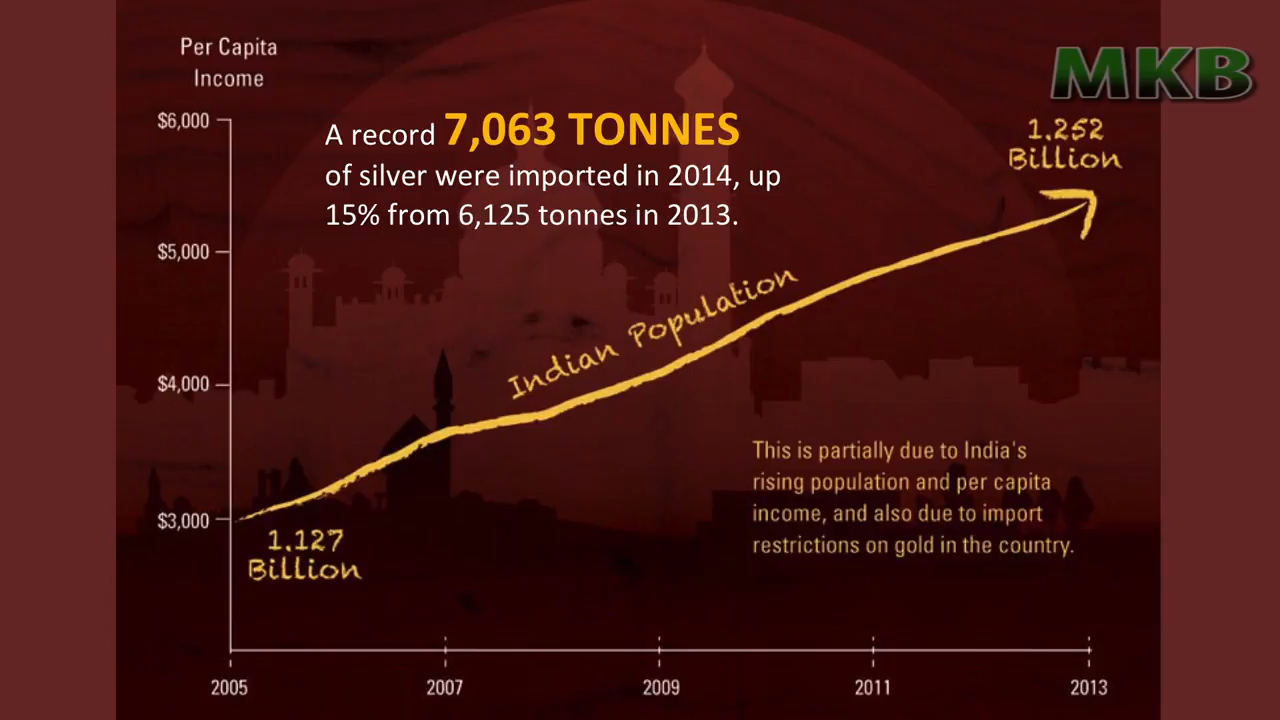 Per Capita
Income
MKB
$6,000
A record 7,063 TONNES
of silver were imported in 2014, up
15% from 6,125 tonnes in 2013.
1.252
Billion
$5,000
Indian Population
$4,000
This is partially due to India's
rising population and per capita
income, and also due to import
restrictions on gold in the country.
$3,000
1.127
Billion
2005
2007
2009
2011
2013